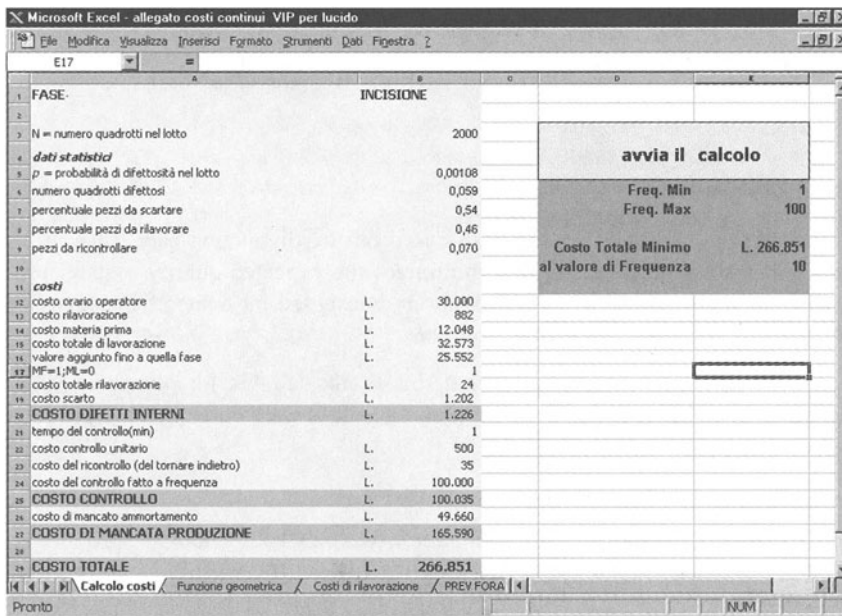 Microsoft Excel - allegato costi continui VIP per lucido
File Modifica Visualizza Inserisci Formato Strumenti Dati Finestra ?
E17 =
A B C D E
1 FASE INCISIONE
2
3 N = numero quadrotti nel lotto 2000
4 dati statistici
5 p = probabilità di difettosità nel lotto 0,00108
6 numero quadrotti difettosi 0,059
7 percentuale pezzi da scartare 0,54
8 percentuale pezzi da rilavorare 0,46
9 pezzi da ricontrollare 0,070
10
11 costi
12 costo orario operatore 30.000
13 costo rilavorazione L. 882
14 costo materia prima L. 12.048
15 costo totale di lavorazione L. 32.573
16 valore aggiunto fino a quella fase L. 25.552
17 MF=1;ML=0 1
18 costo totale rilavorazione L. 24
19 costo scarto L. 1.202
20 COSTO DIFETTI INTERNI L. 1.226
21 tempo del controllo(min) 1
22 costo controllo unitario L. 500
23 costo del ricontrollo (del tornare indietro) L. 35
24 costo del controllo fatto a frequenza L. 100.000
25 COSTO CONTROLLO L. 100.035
26 costo di mancato ammortamento L. 49.660
27 COSTO DI MANCATA PRODUZIONE L. 165.590
28
29 COSTO TOTALE L. 266.851
avvia il calcolo
Freq. Min 1
Freq. Max 100
Costo Totale Minimo L. 266.851
al valore di Frequenza 10
Calcolo costi Funzione geometrica Costi di rilavorazione PREV FORA
Pronto NUM